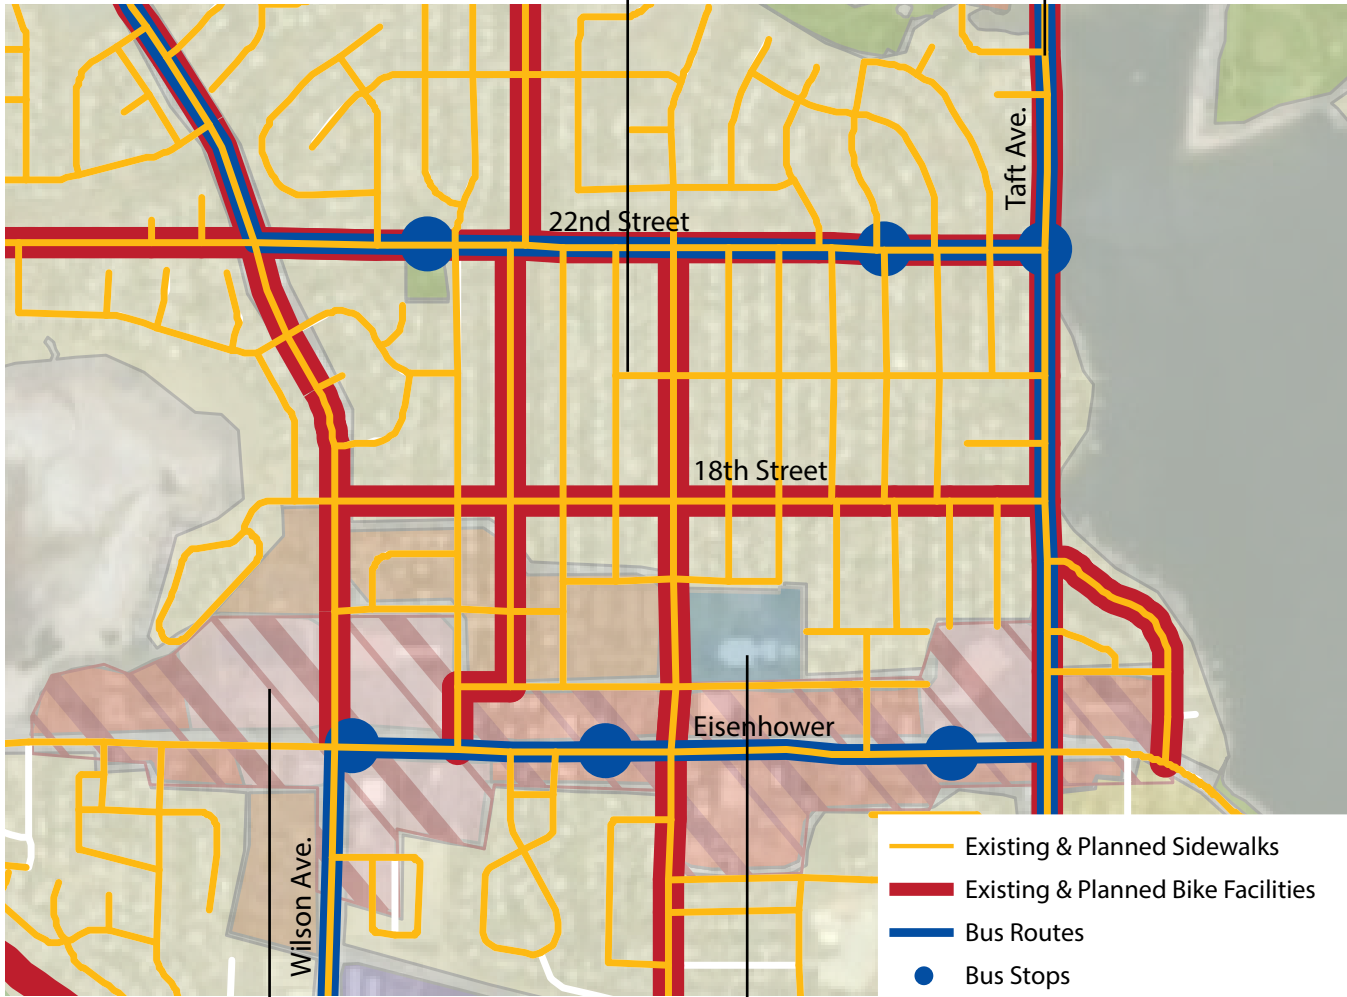 Taft Ave.
22nd Street
18th Street
Eisenhower
Wilson Ave.
Existing & Planned Sidewalks
Existing & Planned Bike Facilities
Bus Routes
Bus Stops